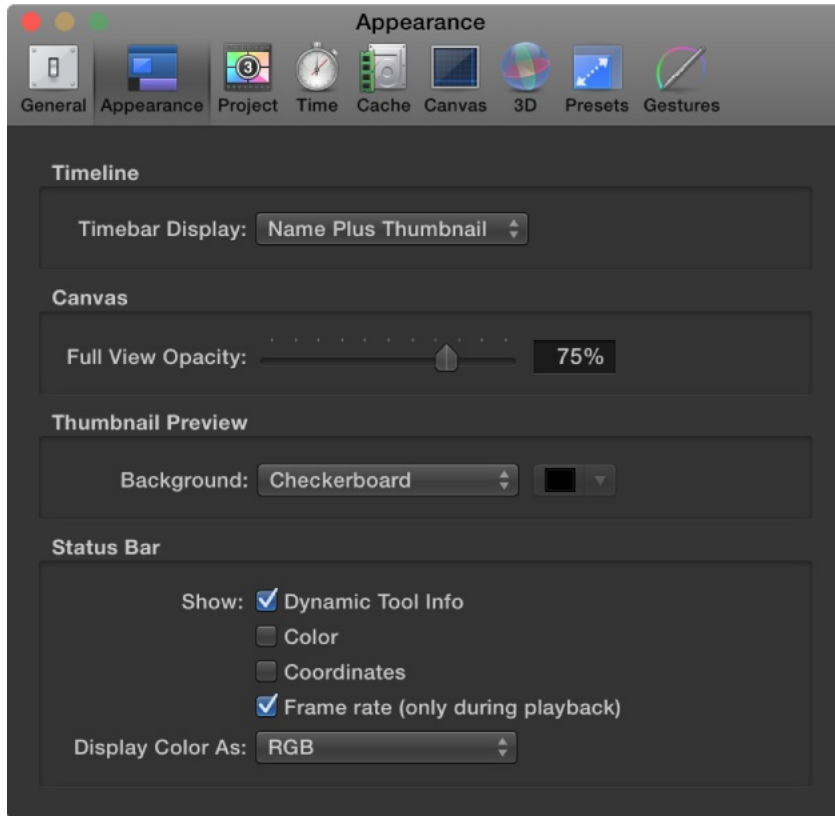 Appearance
3
General Appearance Project Time Cache Canvas 3D Presets Gestures
Timeline
Timebar Display: Name Plus Thumbnail
Canvas
Full View Opacity: 75%
Thumbnail Preview
Background: Checkerboard
Status Bar
Show: Dynamic Tool Info
Color
Coordinates
Frame rate (only during playback)
Display Color As: RGB